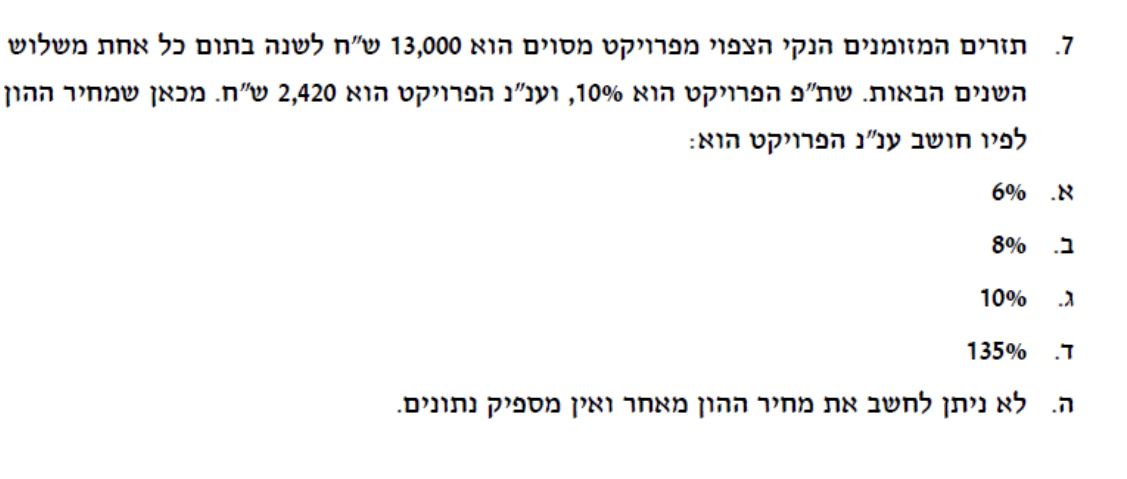 7. תזרים המזומנים הנקי הצפוי מפרויקט מסוים הוא 13,000 ש"ח לשנה בתום כל אחת משלוש
השנים הבאות. שת"פ הפרויקט הוא 10%, וענ"נ הפרויקט הוא 2,420 ש"ח. מכאן שמחיר ההון
לפיו חושב ענ"נ הפרויקט הוא:
א. 6%
ב. 8%
ג. 10%
ד. 135%
ה. לא ניתן לחשב את מחיר ההון מאחר ואין מספיק נתונים.